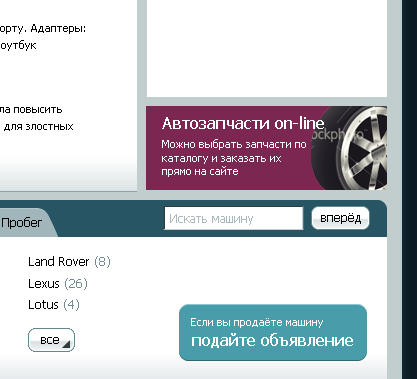 орту. Адаптеры:
оутбук
ла повысить
для злостных
Автозапчасти on-line
Можно выбрать запчасти по
каталогу и заказать их
прямо на сайте
Пробег
Искать машину
вперёд
Land Rover (8)
Lexus (26)
Lotus (4)
все
Если вы продаёте машину
подайте объявление